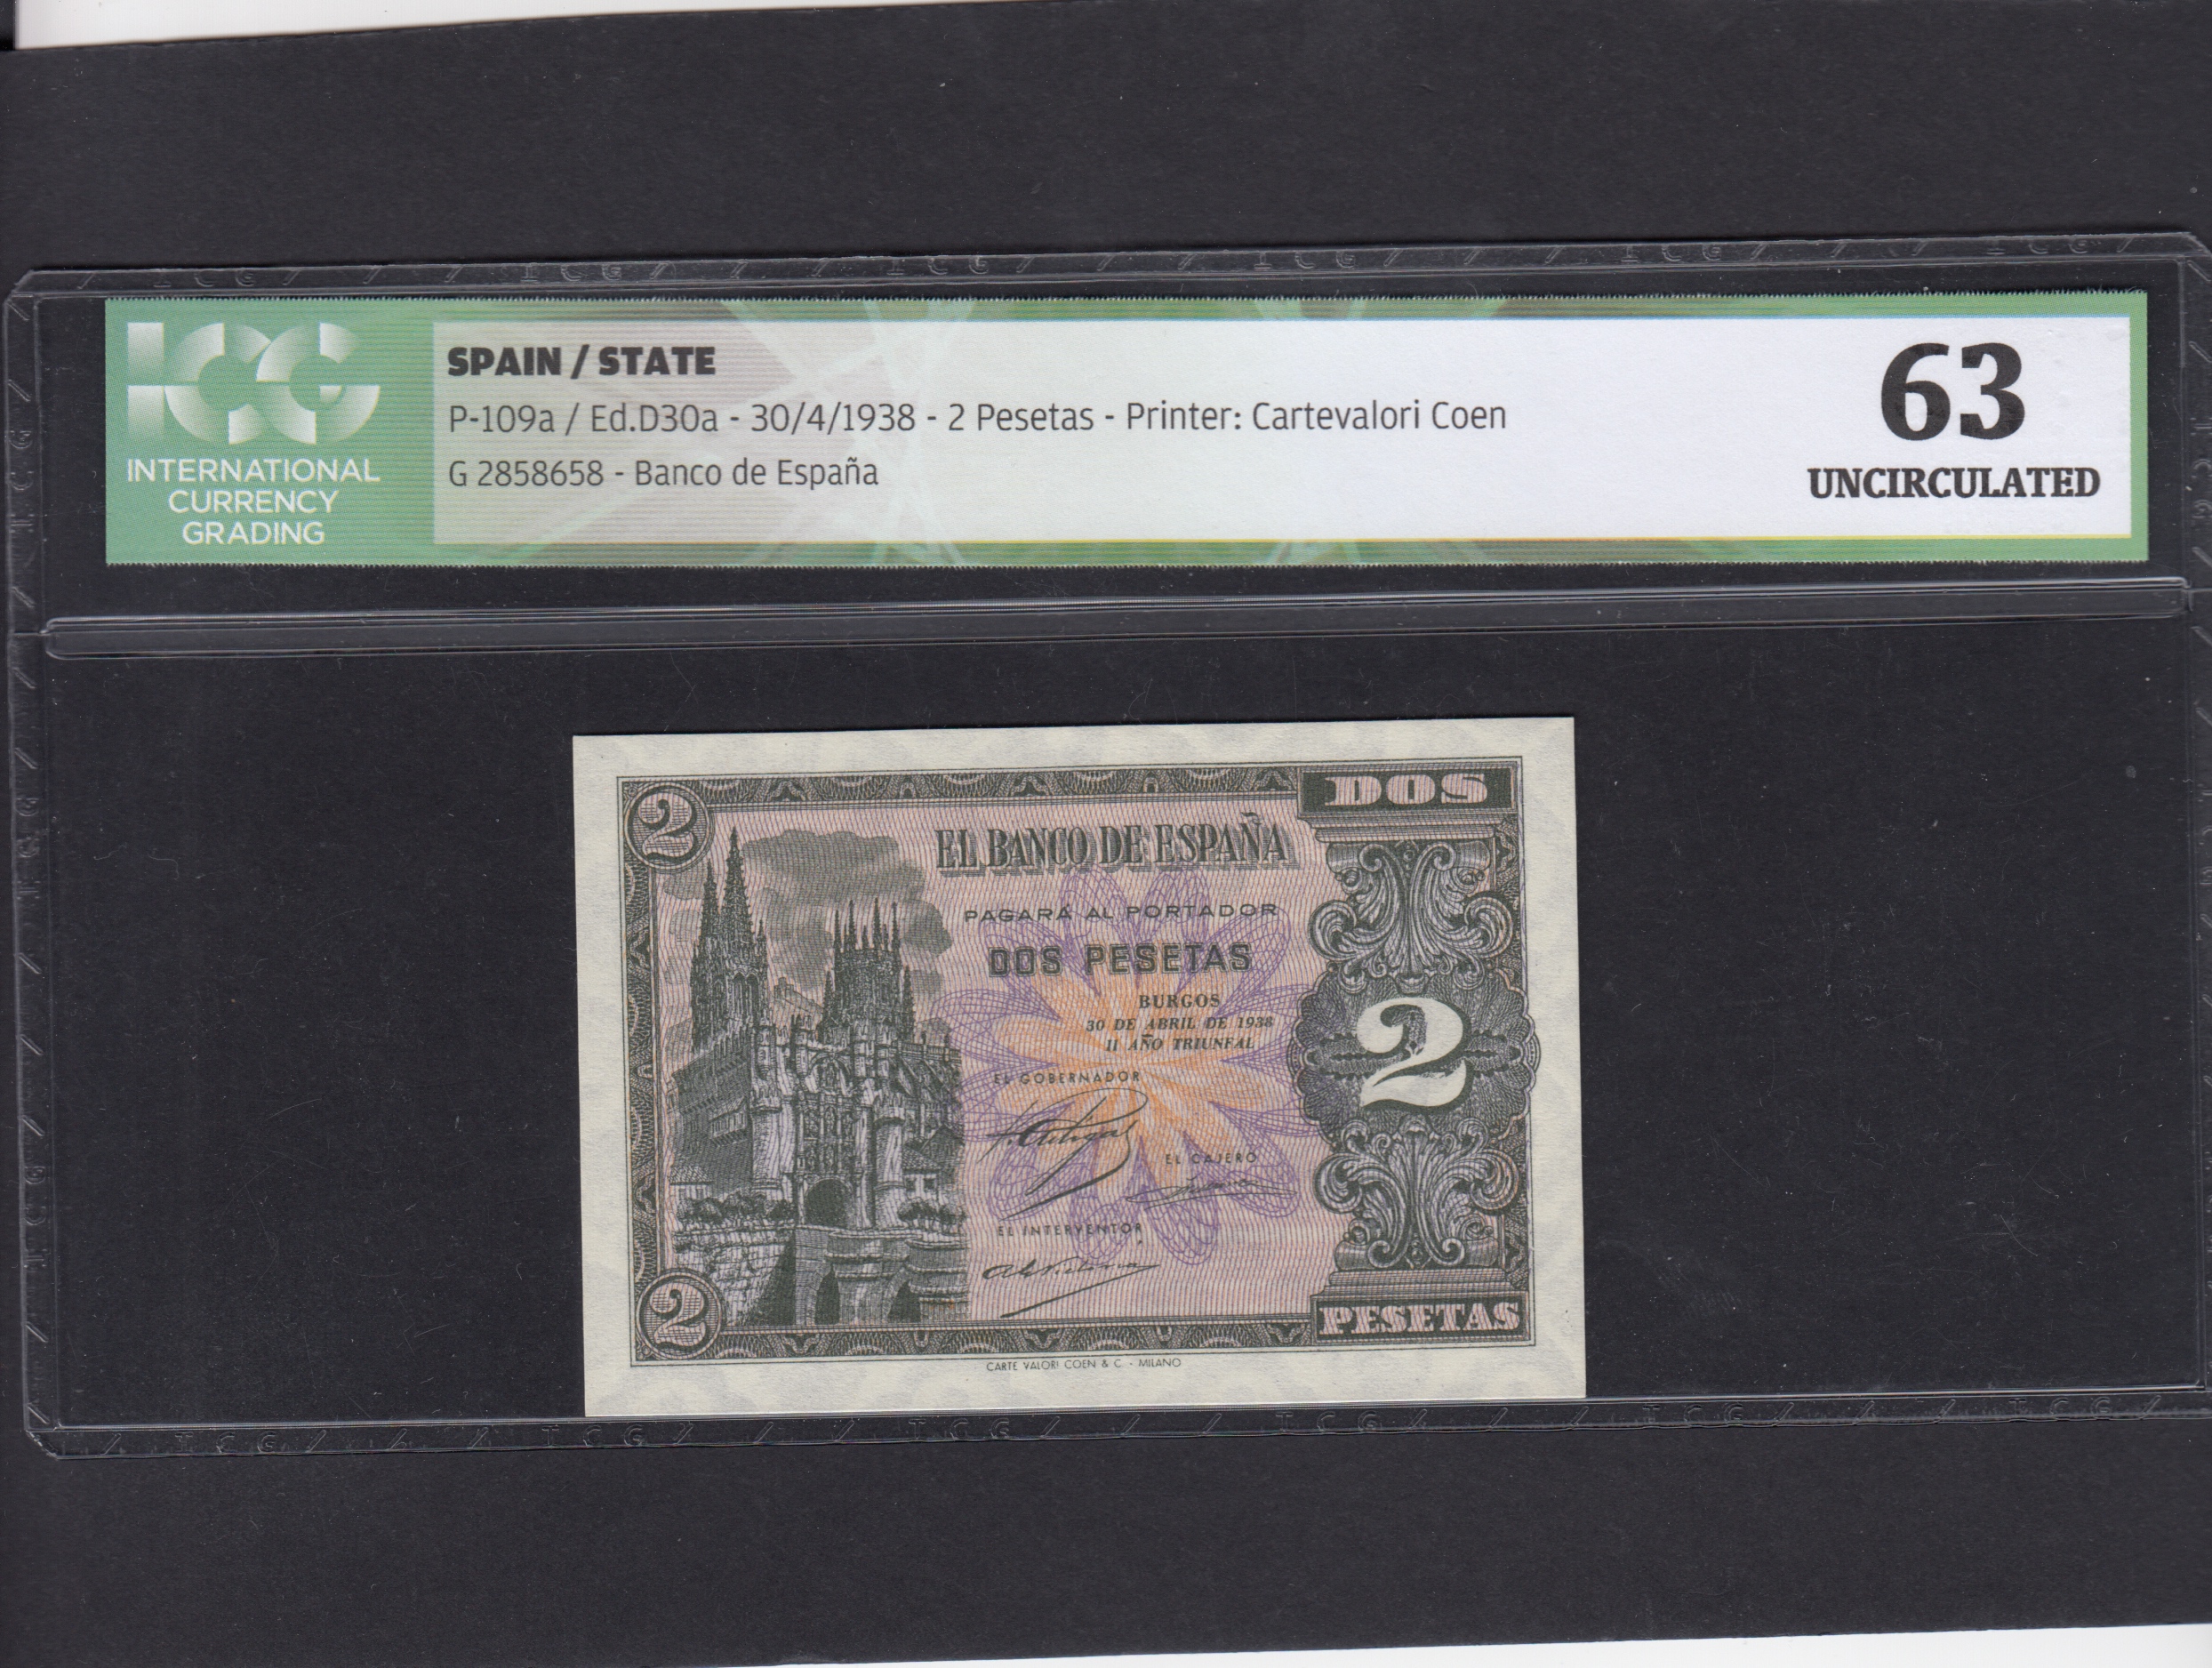 ICG
INTERNATIONAL
CURRENCY
GRADING
SPAIN / STATE
P-109a / Ed.D30a - 30/4/1938 - 2 Pesetas - Printer: Cartevalori Coen
G 2858658 - Banco de España
63
UNCIRCULATED
2
DOS
EL BANCO DE ESPAÑA
PAGARÁ AL PORTADOR
DOS PESETAS
BURGOS
30 DE ABRIL DE 1938
II AÑO TRIUNFAL
2
EL GOBERNADOR
EL CAJERO
EL INTERVENTOR
2
PESETAS
CARTE VALORI COEN & C. - MILANO